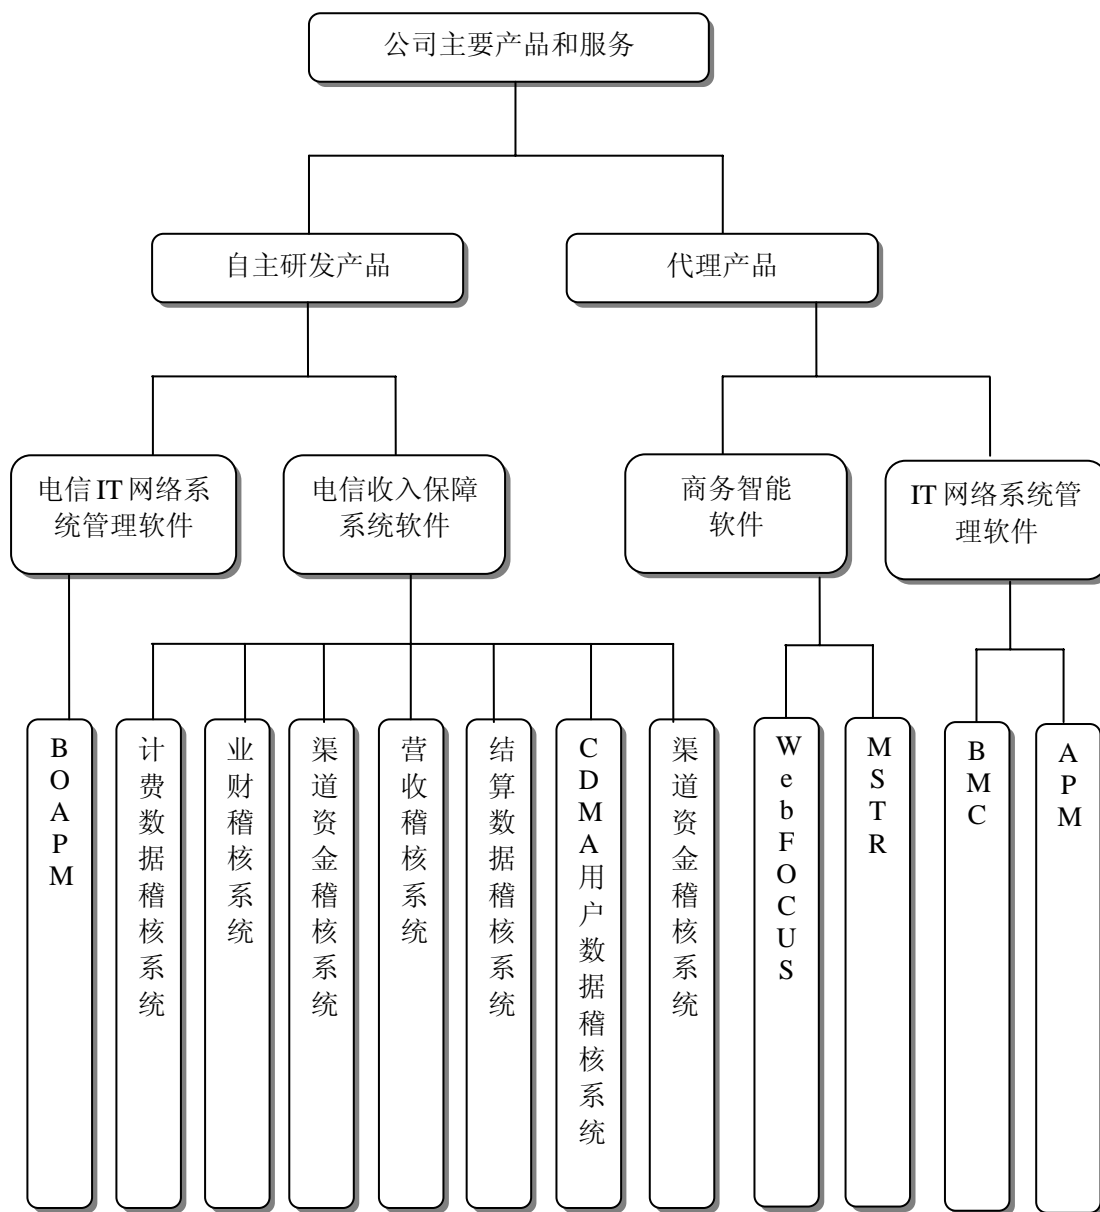 公司主要产品和服务
自主研发产品
代理产品
电信 IT 网络系
统管理软件
电信收入保障
系统软件
商务智能
软件
IT 网络系统管
理软件
BOAPM
计费数据稽核系统
业财稽核系统
渠道资金稽核系统
营收稽核系统
结算数据稽核系统
CDMA用户数据稽核系统
渠道资金稽核系统
WebFOCUS
MSTR
BMC
APM